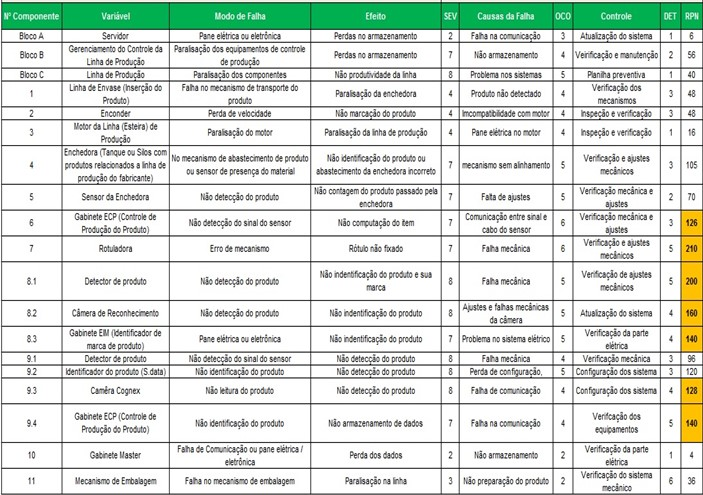 Nº Componente Variável Modo de Falha Efeito SEV Causas da Falha OCO Controle DET RPN
Bloco A Servidor Pane elétrica ou eletrônica Perdas no armazenamento 2 Falha na comunicação 3 Atualização do sistema 1 6
Bloco B Gerenciamento do Controle da Linha de Produção Paralisação dos equipamentos de controle de produção Perdas no armazenamento 7 Não armazenamento 4 Veirificação e manutenção 2 56
Bloco C Linha de Produção Paralisação dos componentes Não produtividade da linha 8 Problema nos sistemas 5 Planilha preventiva 1 40
1 Linha de Envase (Inserção do Produto) Falha no mecanismo de transporte do produto Paralisação da enchedora 4 Produto não detectado 4 Verificação dos mecanismos 3 48
2 Enconder Perda de velocidade Não marcação do produto 4 Imcompatibilidade com motor 4 Inspeção e verificação 3 48
3 Motor da Linha (Esteira) de Produção Paralisação do motor Paralisação da linha de produção 4 Pane elétrica no motor 4 Inspeção e verificação 1 16
4 Enchedora (Tanque ou Silos com produtos relacionados a linha de produção do fabricante) No mecanismo de abastecimento de produto ou sensor de presença do material Não identificação do produto ou abastecimento da enchedora incorreto 7 mecanismo sem alinhamento 5 Verificação e ajustes mecânicos 3 105
5 Sensor da Enchedora Não detecção do produto Não contagem do produto passado pela enchedora 7 Falta de ajustes 5 Verificação mecânica e ajustes 2 70
6 Gabinete ECP (Controle de Produção do Produto) Não detecção do sinal do sensor Não computação do item 7 Comunicação entre sinal e cabo do sensor 6 Verificação mecânica e ajustes 3 126
7 Rotuladora Erro de mecanismo Rótulo não fixado 7 Falha mecânica 6 Verificação e ajustes mecânicos 5 210
8.1 Detector de produto Não detecção do produto Não indentificação do produto e sua marca 8 Falha mecânica 5 Verificação de ajustes mecânicos 5 200
8.2 Câmera de Reconhecimento Não detecção do produto Não indentificação do produto 8 Ajustes e falhas mecânicas da câmera 5 Atualização do sistema 4 160
8.3 Gabinete EIM (Identificador de marca de produto) Pane elétrica ou eletrônica Não indentificação do produto 7 Problema no sistema elétrico 5 Verificação da parte elétrica 4 140
9.1 Detector de produto Não detecção do sinal do sensor Não detecção do produto 8 Falha mecânica 4 Verificação mecânica 3 96
9.2 Identificador do produto (S.data) Não identificação do produto Não detecção do produto 8 Perda de configuração, 5 Configuração dos sistema 3 120
9.3 Camêra Cognex Não leitura do produto Não detecção do produto 8 Falha de comunicação 4 Configuração dos sistema 4 128
9.4 Gabinete ECP (Controle de Produção do Produto) Não identificação do produto Não armazenamento de dados 7 Falha na comunicação 4 Verifcação dos equipamentos 5 140
10 Gabinete Master Falha de Comunicação ou pane elétrica / eletrônica Perda dos dados 2 Não armazenamento 2 Verificação da parte elétrica 1 4
11 Mecanismo de Embalagem Falha no mecanismo de embalagem Paralisação na linha 3 Não preparação do produto 2 Verificação do sistema mecânico 6 36